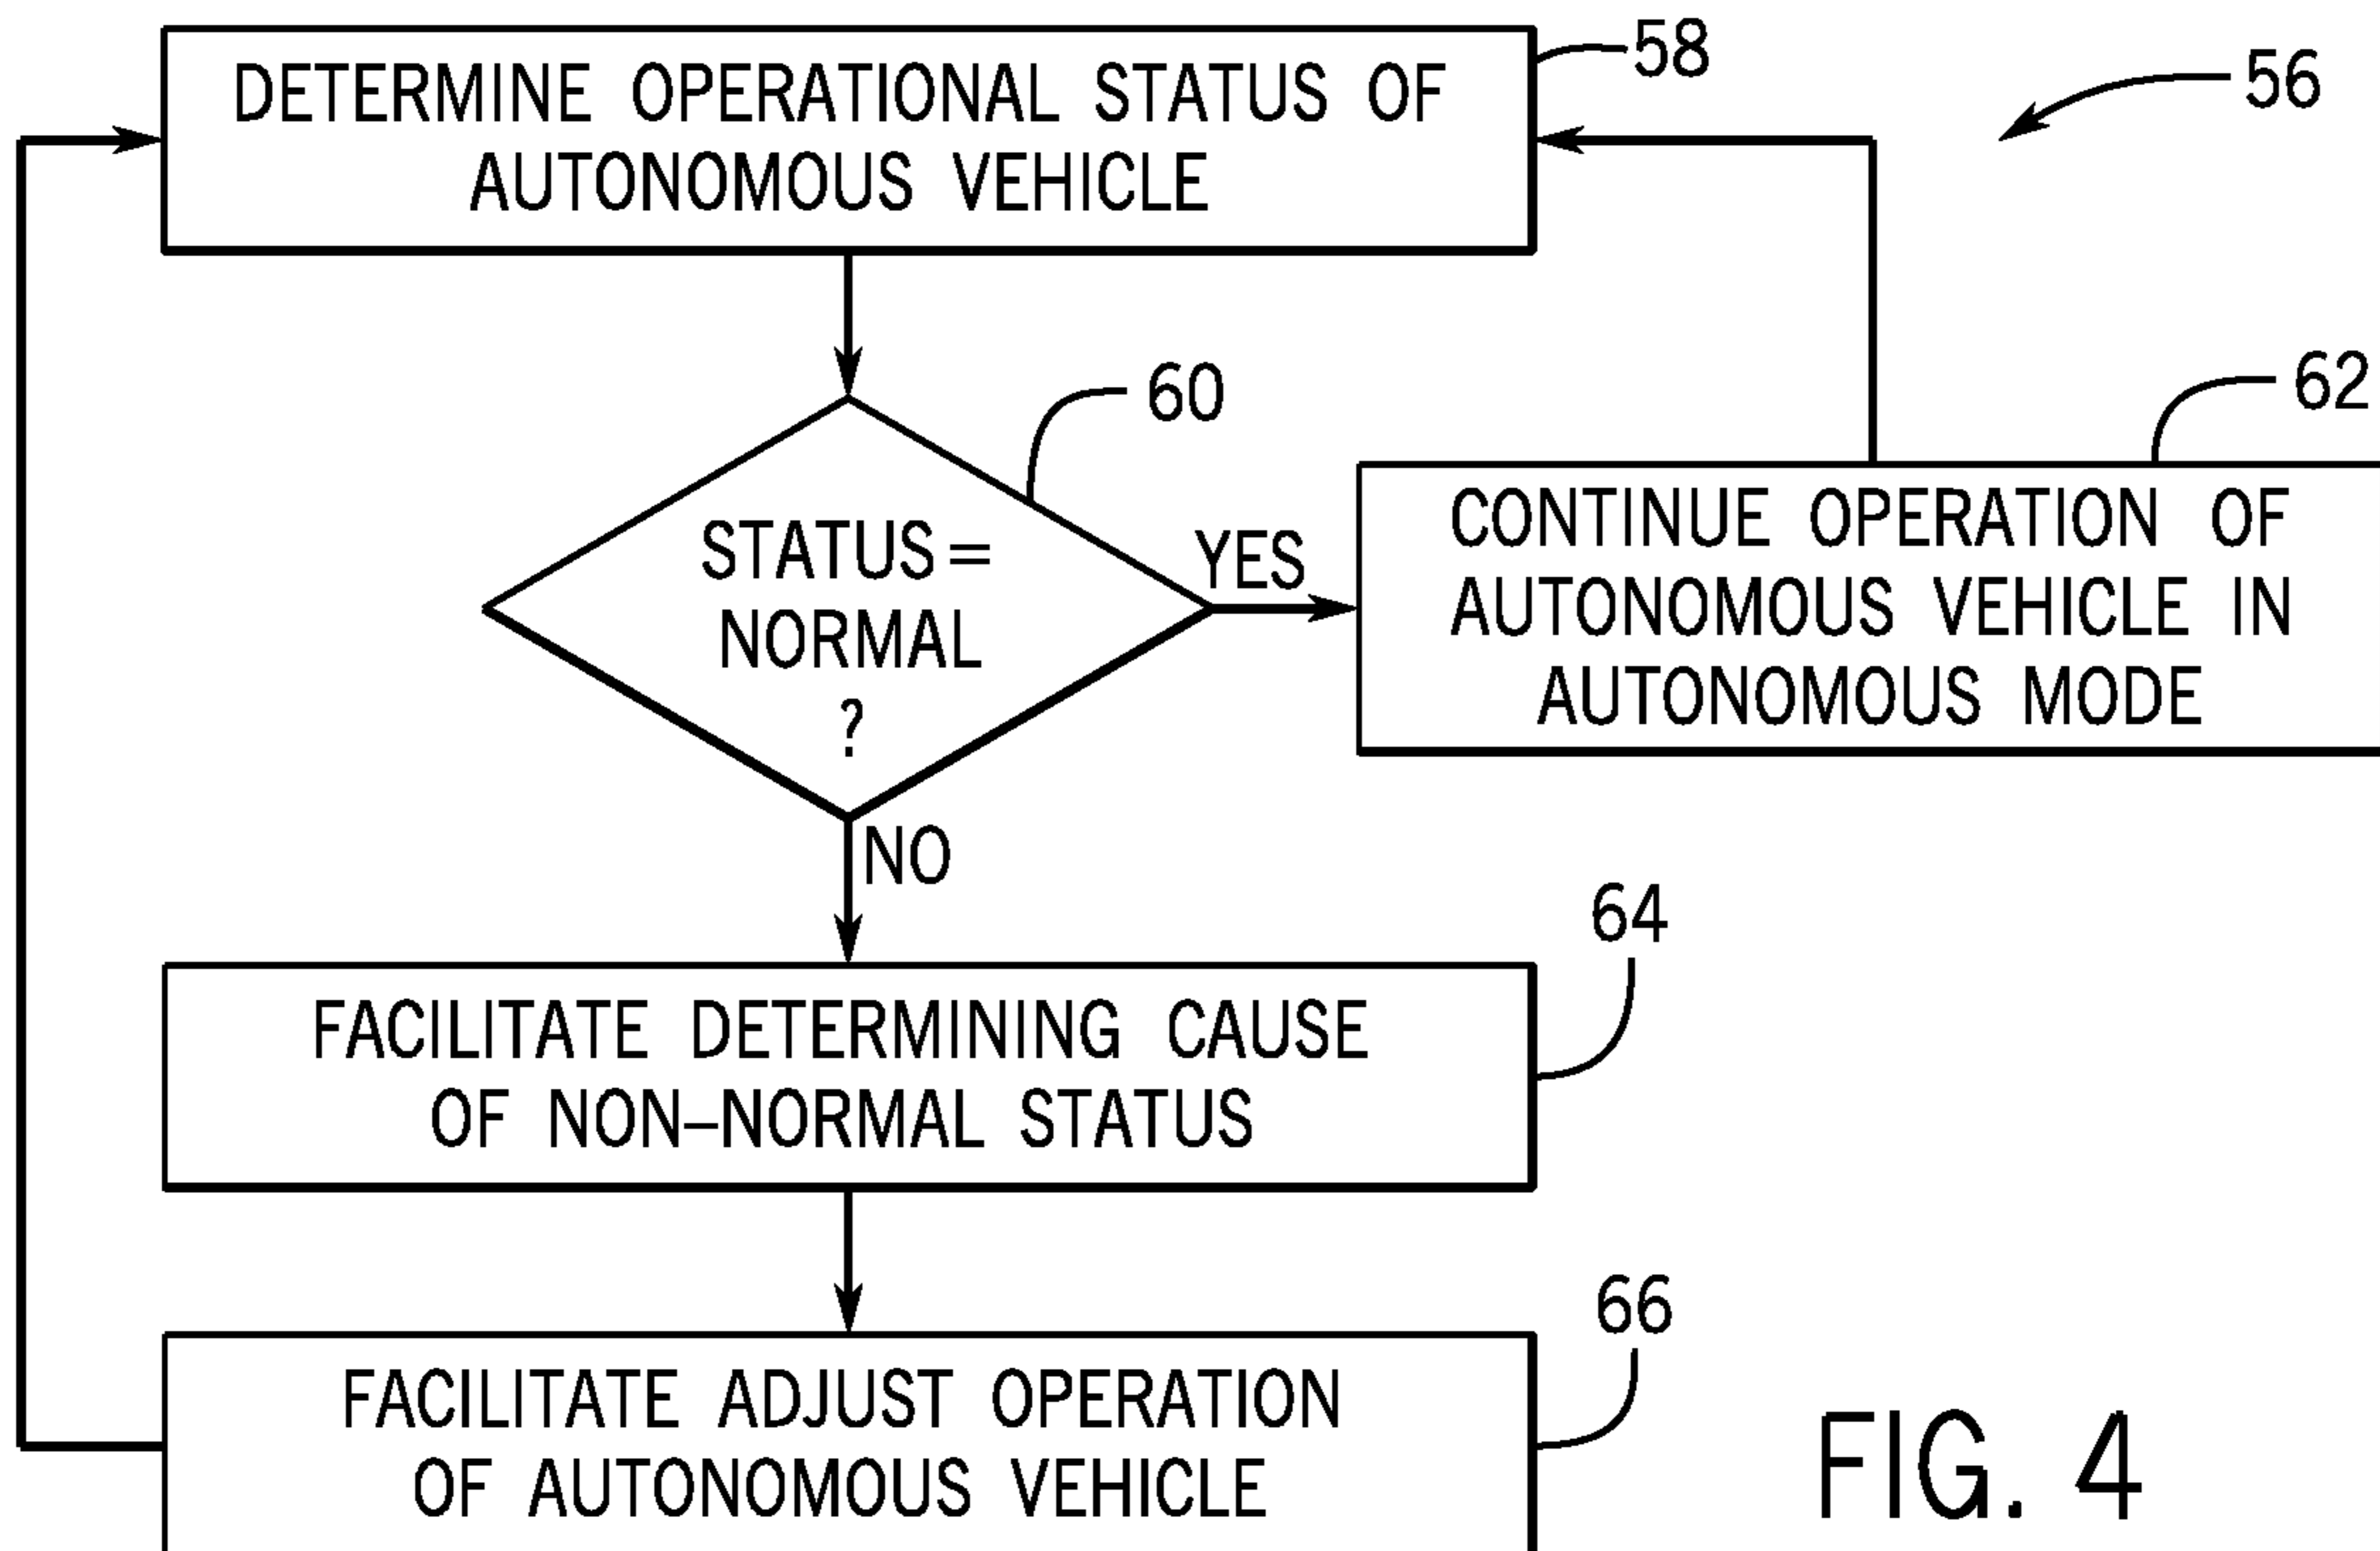 58
DETERMINE OPERATIONAL STATUS OF
AUTONOMOUS VEHICLE
56
60
STATUS=
NORMAL
?
YES
62
CONTINUE OPERATION OF
AUTONOMOUS VEHICLE IN
AUTONOMOUS MODE
NO
64
FACILITATE DETERMINING CAUSE
OF NON–NORMAL STATUS
66
FACILITATE ADJUST OPERATION
OF AUTONOMOUS VEHICLE
FIG. 4